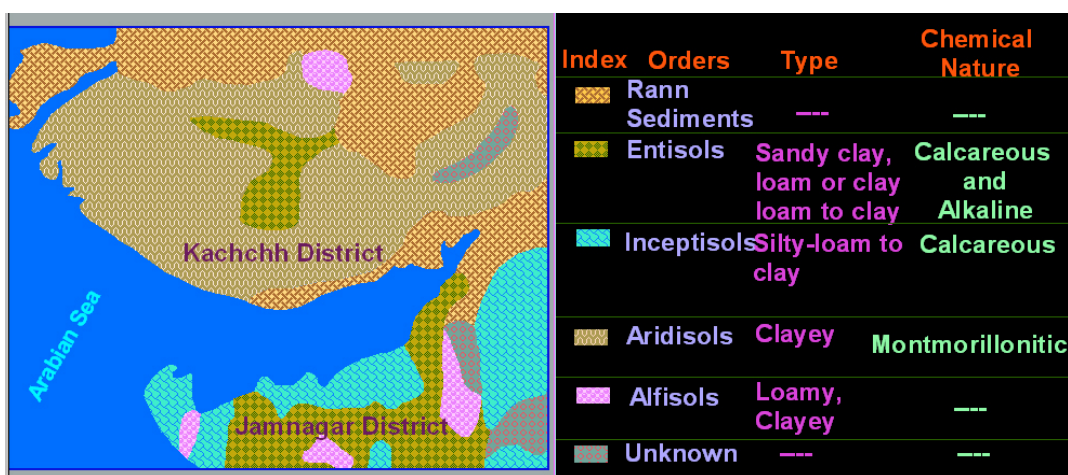 Kachchh District
Arabian Sea
Jamnagar District
Index Orders Type Chemical Nature
Rann Sediments ---- ----
Entisols Sandy clay, loam or clay loam to clay Calcareous and Alkaline
Inceptisols Silty-loam to clay Calcareous
Aridisols Clayey Montmorillonitic
Alfisols Loamy, Clayey ----
Unknown ---- ----